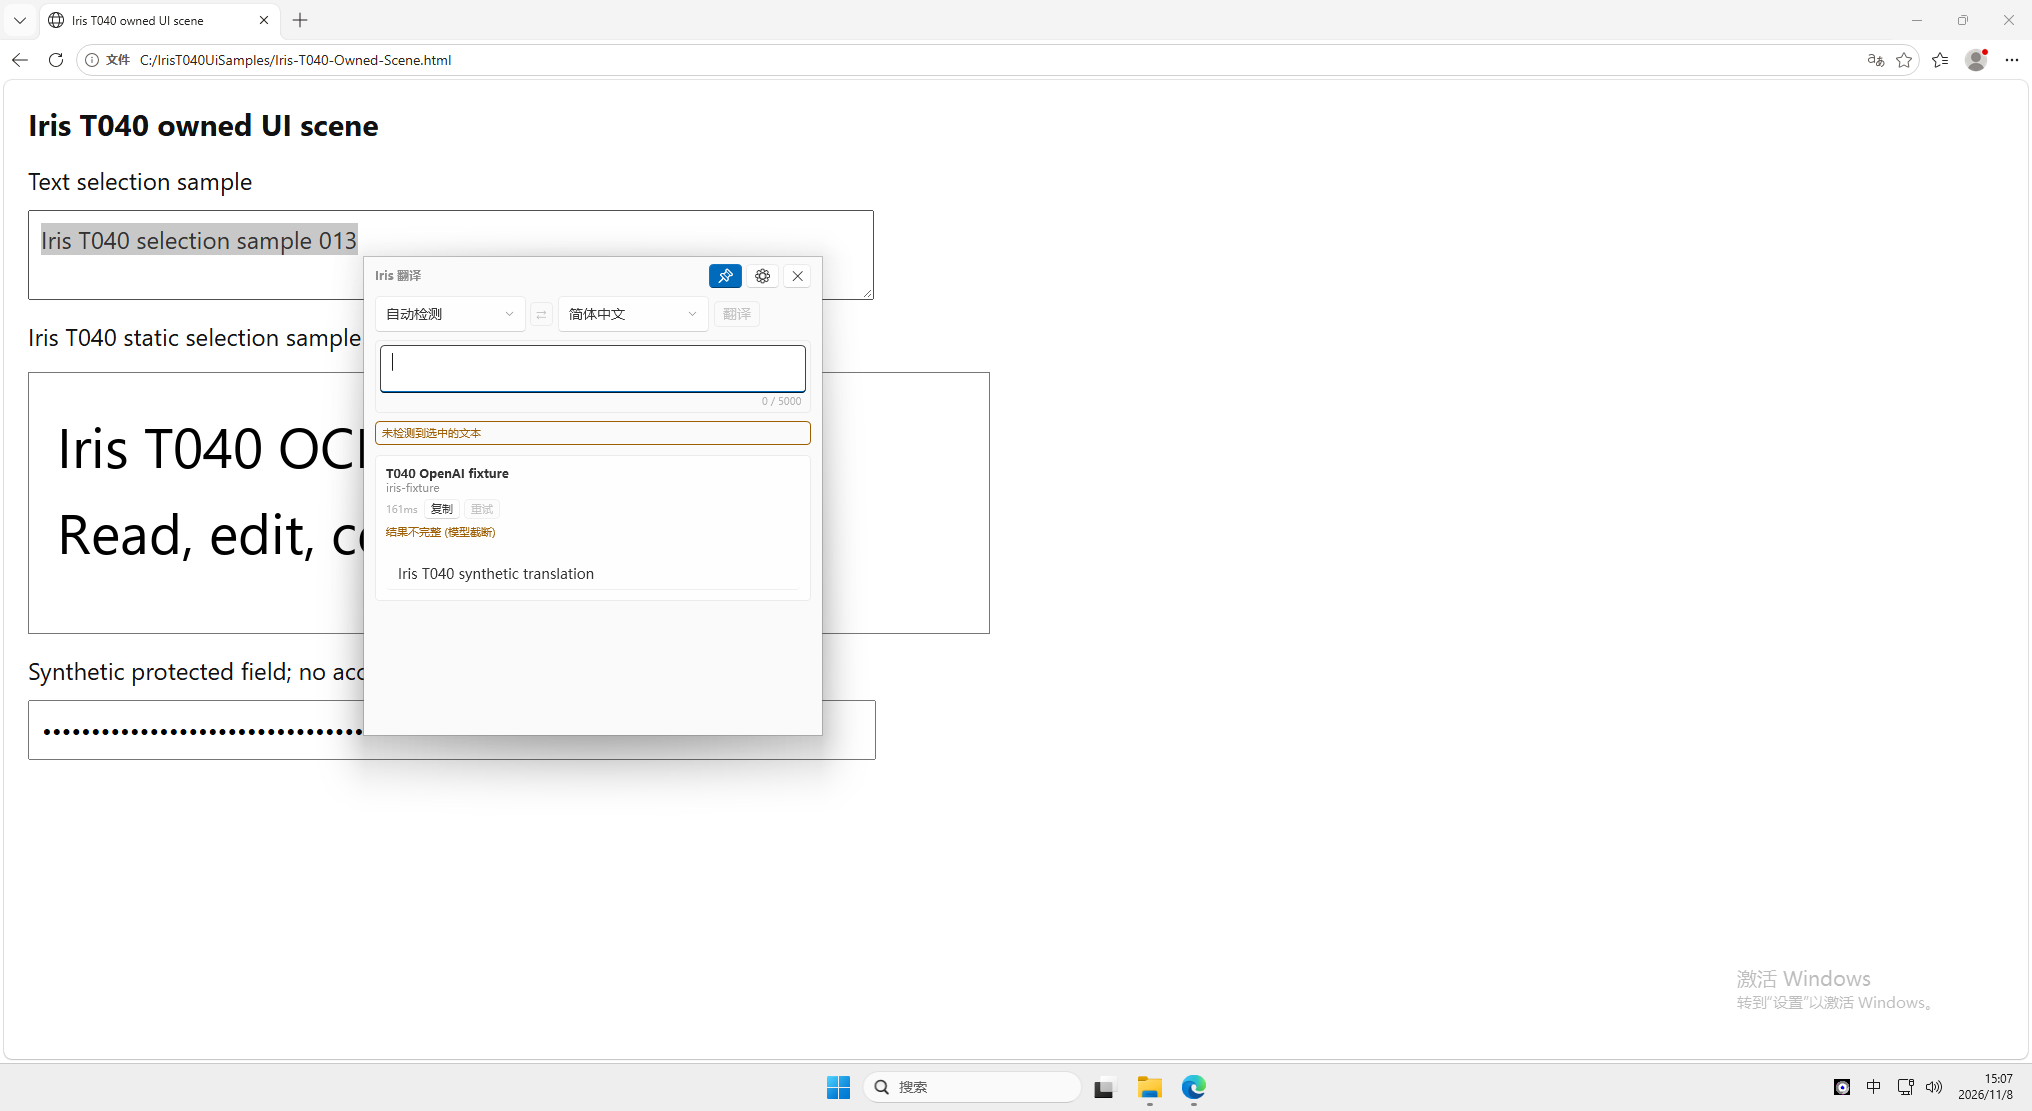 Iris T040 owned UI scene
文件 C:/IrisT040UiSamples/Iris-T040-Owned-Scene.html
Iris T040 owned UI scene
Text selection sample
Iris T040 selection sample 013
Iris T040 static selection sample
Iris T040
Read, edit,
Synthetic protected field; no
Iris 翻译
自动检测
简体中文
翻译
0 / 5000
未检测到选中的文本
T040 OpenAI fixture
iris-fixture
161ms 复制 重试
结果不完整 (模型截断)
Iris T040 synthetic translation
激活 Windows
转到“设置”以激活 Windows。
搜索
中
15:07
2026/11/8